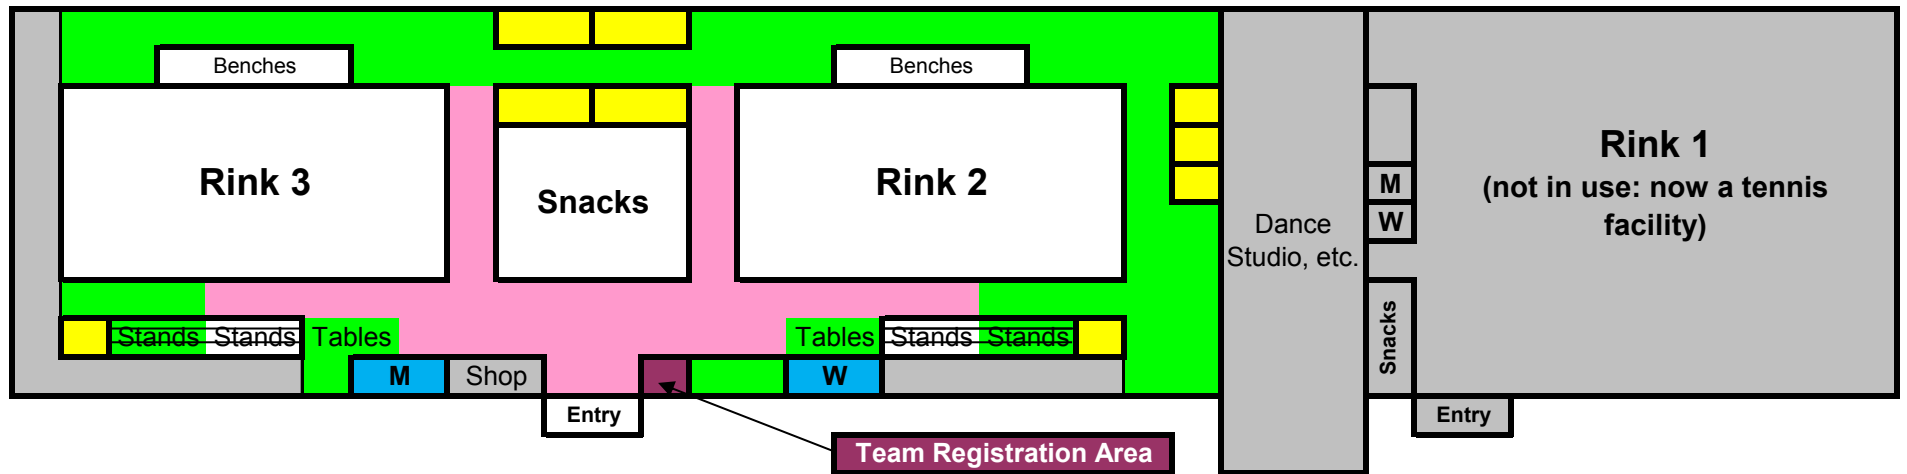 Benches
Benches
Rink 3
Snacks
Rink 2
Rink 1
(not in use: now a tennis
facility)
M
W
Dance
Studio, etc.
Snacks
Stands Stands Tables
Tables Stands Stands
M
Shop
W
Entry
Entry
Team Registration Area